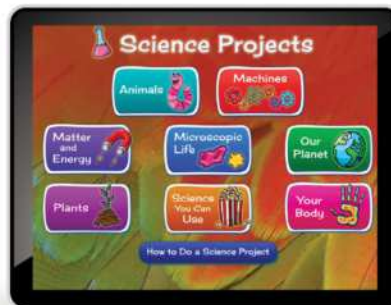 Science Projects
Animals
Machines
Matter
and
Energy
Microscopic
Life
Our
Planet
Plants
Science
You Can
Use
Your
Body
How to Do a Science Project